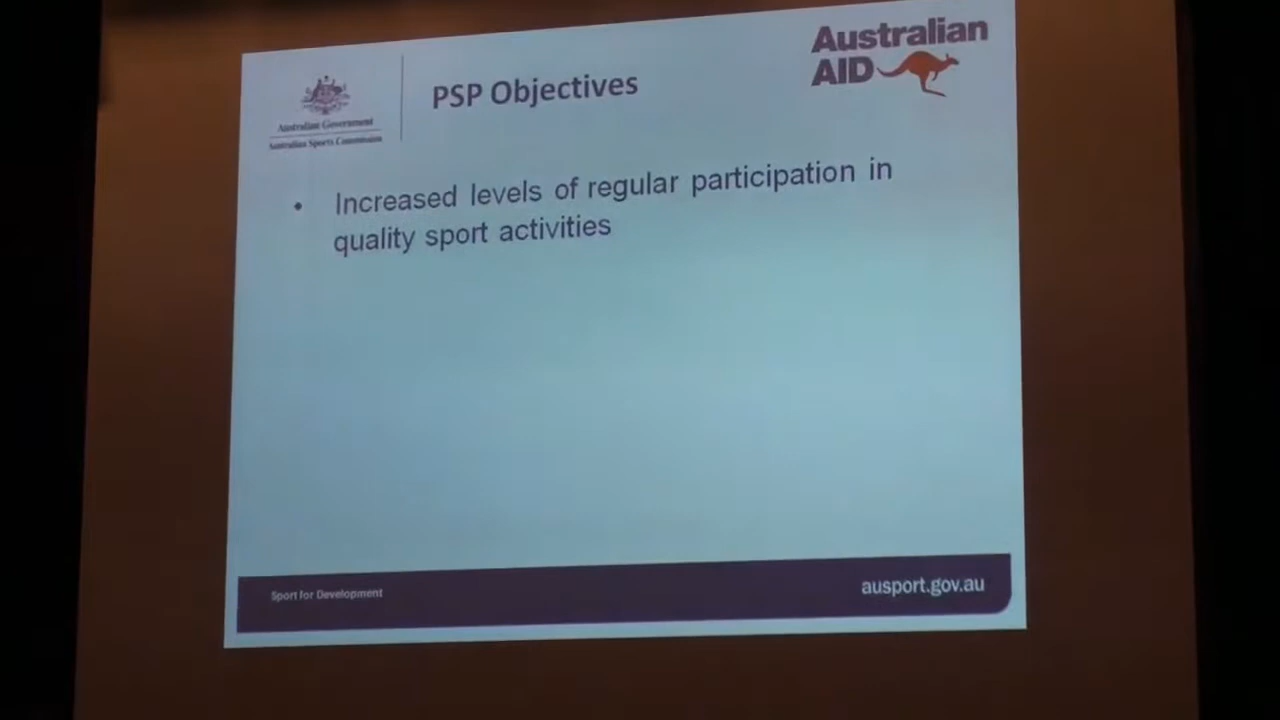 Australian Government
Australian Sports Commission
PSP Objectives
Australian
AID
• Increased levels of regular participation in
quality sport activities
Sport for Development
ausport.gov.au